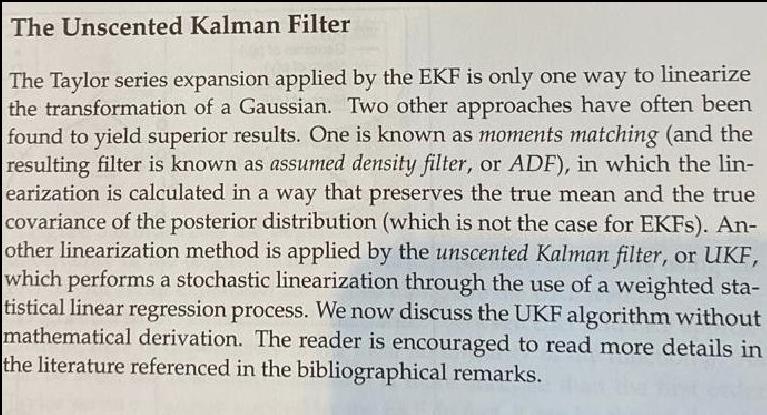 The Unscented Kalman Filter
The Taylor series expansion applied by the EKF is only one way to linearize
the transformation of a Gaussian. Two other approaches have often been
found to yield superior results. One is known as moments matching (and the
resulting filter is known as assumed density filter, or ADF), in which the lin-
earization is calculated in a way that preserves the true mean and the true
covariance of the posterior distribution (which is not the case for EKFs). An-
other linearization method is applied by the unscented Kalman filter, or UKF,
which performs a stochastic linearization through the use of a weighted sta-
tistical linear regression process. We now discuss the UKF algorithm without
mathematical derivation. The reader is encouraged to read more details in
the literature referenced in the bibliographical remarks.